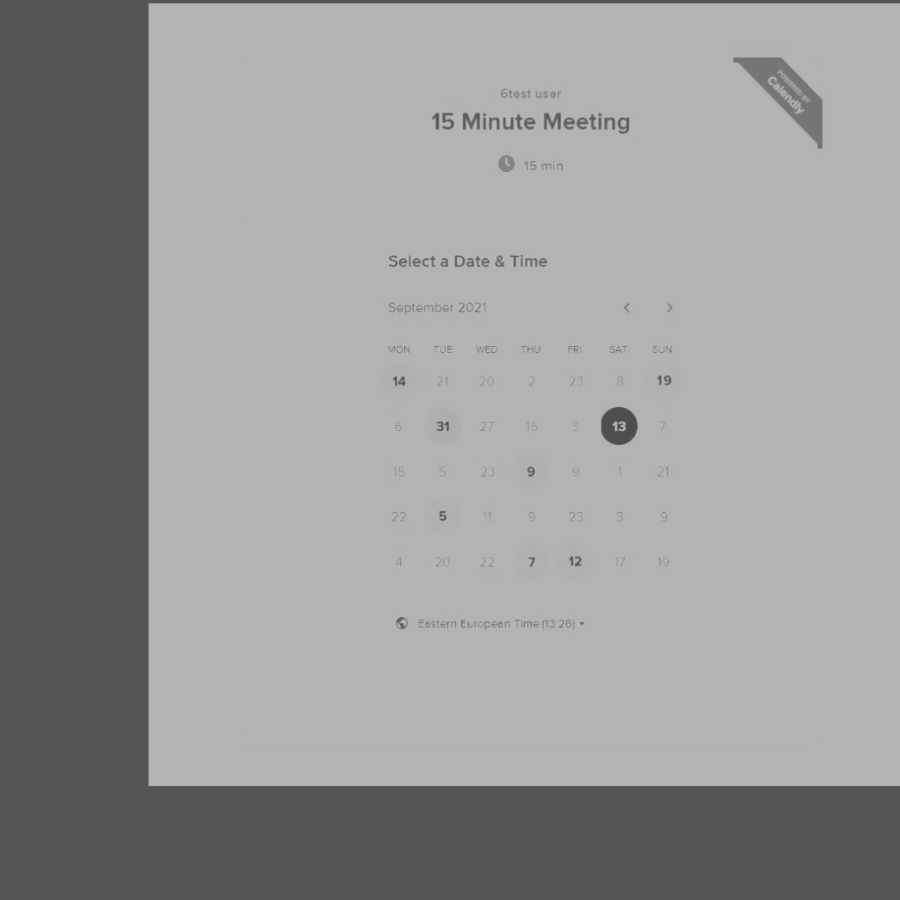 POWERED BY
Calendly
6test user
15 Minute Meeting
15 min
Select a Date & Time
September 2021
MON TUE WED THU FRI SAT SUN
14 21 20 2 23 8 19
6 31 27 16 3 13 7
15 5 23 9 9 1 21
22 5 11 9 23 3 9
4 20 22 7 12 17 19
Eastern European Time (13:26)